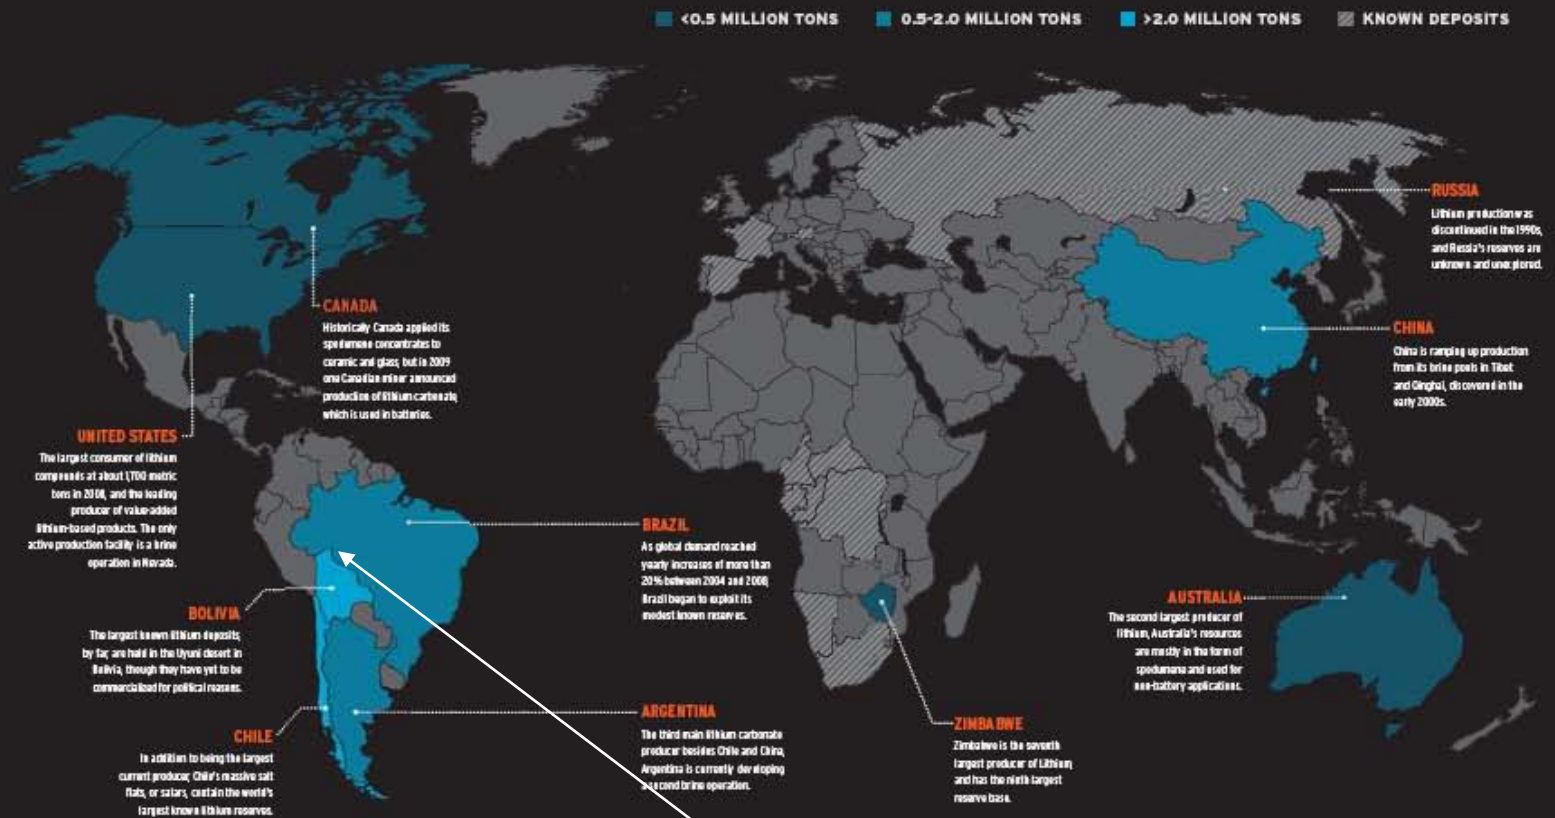 <0.5 MILLION TONS
0.5-2.0 MILLION TONS
>2.0 MILLION TONS
KNOWN DEPOSITS
RUSSIA
Lithium production was
discontinued in the 1990s,
and Russia's reserves are
unknown and unexplored.
CANADA
Historically Canada applied its
spodumene concentrates to
ceramic and glass, but in 2009
one Canadian miner announced
production of lithium carbonate,
which is used in batteries.
CHINA
China is ramping up production
from its brine pools in Tibet
and Qinghai, discovered in the
early 2000s.
UNITED STATES
The largest consumer of lithium
compounds at about 1,700 metric
tons in 2008, and the leading
producer of value-added
lithium-based products. The only
active production facility is a brine
operation in Nevada.
BRAZIL
As global demand reached
yearly increases of more than
20% between 2004 and 2008,
Brazil began to exploit its
modest known reserves.
BOLIVIA
The largest known lithium deposits,
by far, are held in the Uyuni desert in
Bolivia, though they have yet to be
commercialized for political reasons.
AUSTRALIA
The second largest producer of
lithium, Australia's resources
are mostly in the form of
spodumene and used for
non-battery applications.
ARGENTINA
The third main lithium carbonate
producer besides Chile and China,
Argentina is currently developing
a second brine operation.
ZIMBABWE
Zimbabwe is the seventh
largest producer of Lithium,
and has the ninth largest
reserve base.
CHILE
In addition to being the largest
current producer, Chile's massive salt
flats, or salars, contain the world's
largest known lithium reserves.